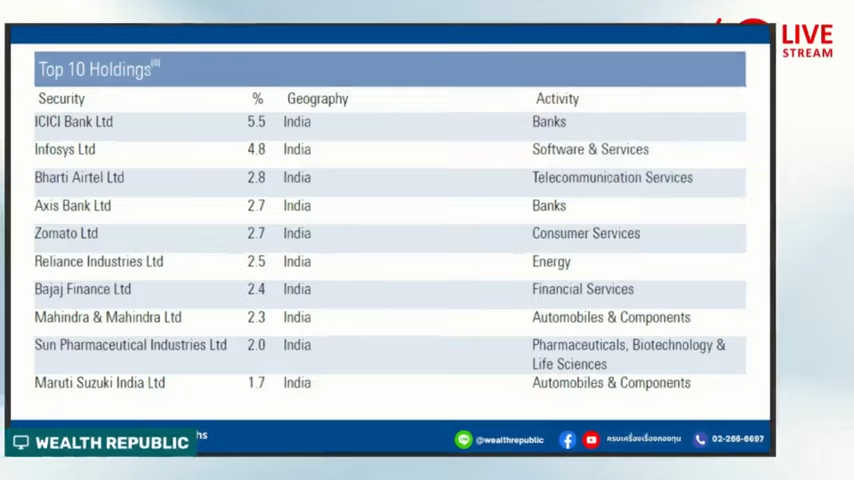 LIVE
STREAM
Top 10 Holdings(6)
Security % Geography Activity
ICICI Bank Ltd 5.5 India Banks
Infosys Ltd 4.8 India Software & Services
Bharti Airtel Ltd 2.8 India Telecommunication Services
Axis Bank Ltd 2.7 India Banks
Zomato Ltd 2.7 India Consumer Services
Reliance Industries Ltd 2.5 India Energy
Bajaj Finance Ltd 2.4 India Financial Services
Mahindra & Mahindra Ltd 2.3 India Automobiles & Components
Sun Pharmaceutical Industries Ltd 2.0 India Pharmaceuticals, Biotechnology &
Life Sciences
Maruti Suzuki India Ltd 1.7 India Automobiles & Components
WEALTH REPUBLIC
hs
@wealthrepublic ครบเครื่องเรื่องกองทุน 02-266-6697